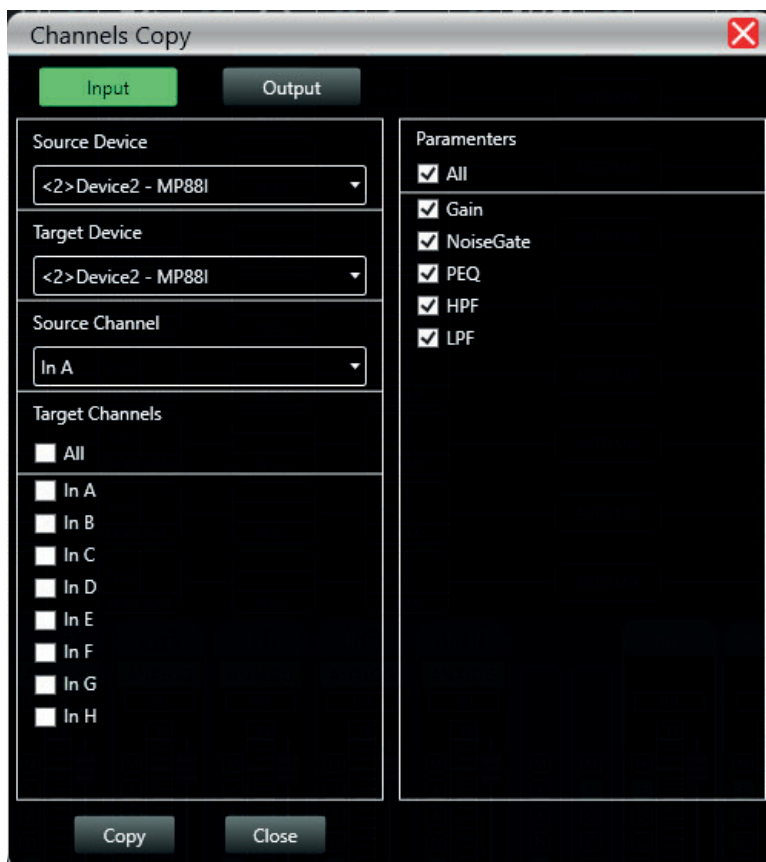 Channels Copy
Input
Output
Source Device
<2>Device2 - MP88I
Target Device
<2>Device2 - MP88I
Source Channel
In A
Target Channels
All
In A
In B
In C
In D
In E
In F
In G
In H
Paramenters
All
Gain
NoiseGate
PEQ
HPF
LPF
Copy
Close